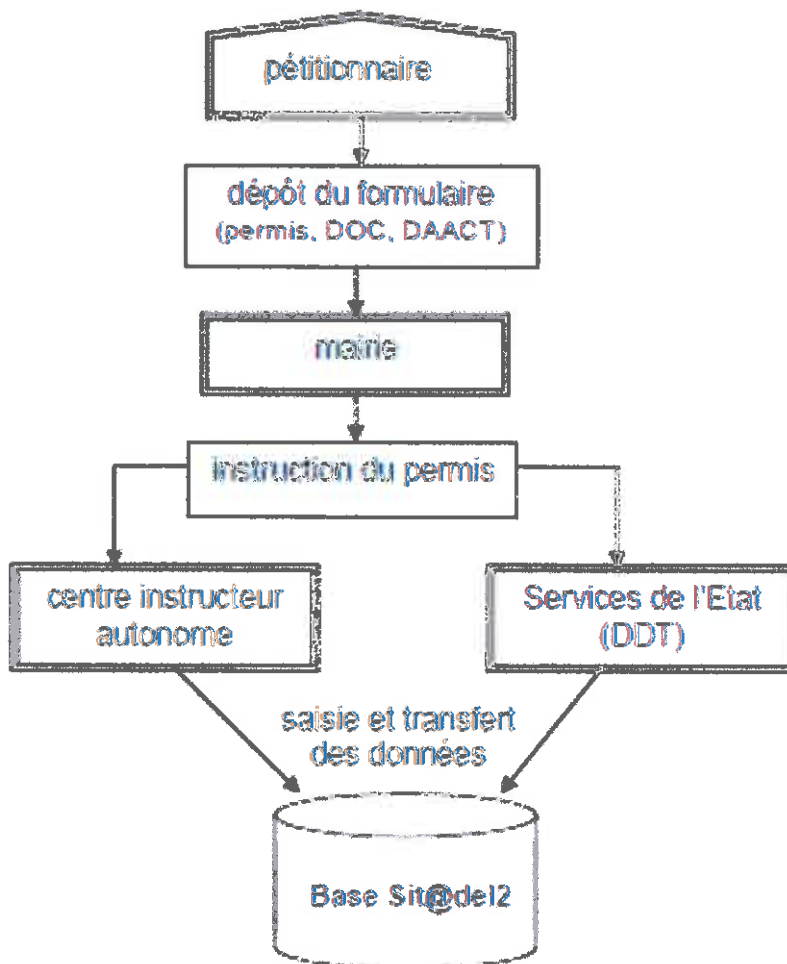 pétitionnaire
dépôt du formulaire
(permis, DOC, DAACT)
mairie
instruction du permis
centre instructeur
autonome
Services de l'Etat
(DDT)
saisie et transfert
des données
Base Sit@del2